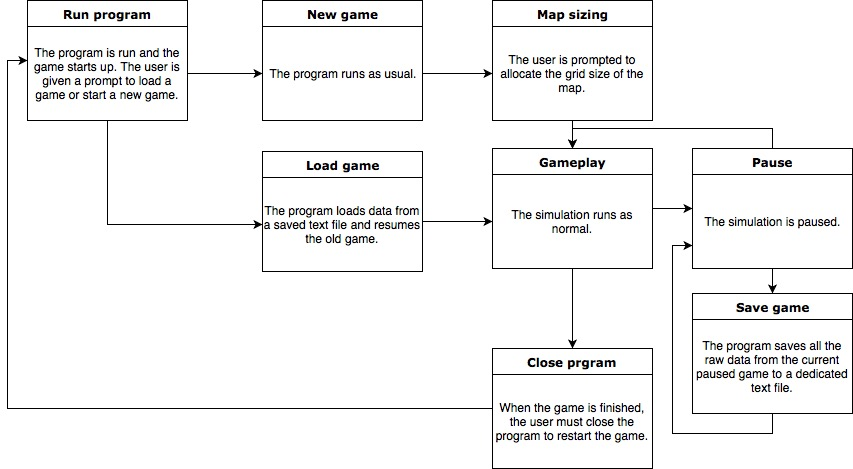 Run program
The program is run and the
game starts up. The user is
given a prompt to load a
game or start a new game.
New game
The program runs as usual.
Map sizing
The user is prompted to
allocate the grid size of the
map.
Load game
The program loads data from
a saved text file and resumes
the old game.
Gameplay
The simulation runs as
normal.
Pause
The simulation is paused.
Save game
The program saves all the
raw data from the current
paused game to a dedicated
text file.
Close prgram
When the game is finished,
the user must close the
program to restart the game.